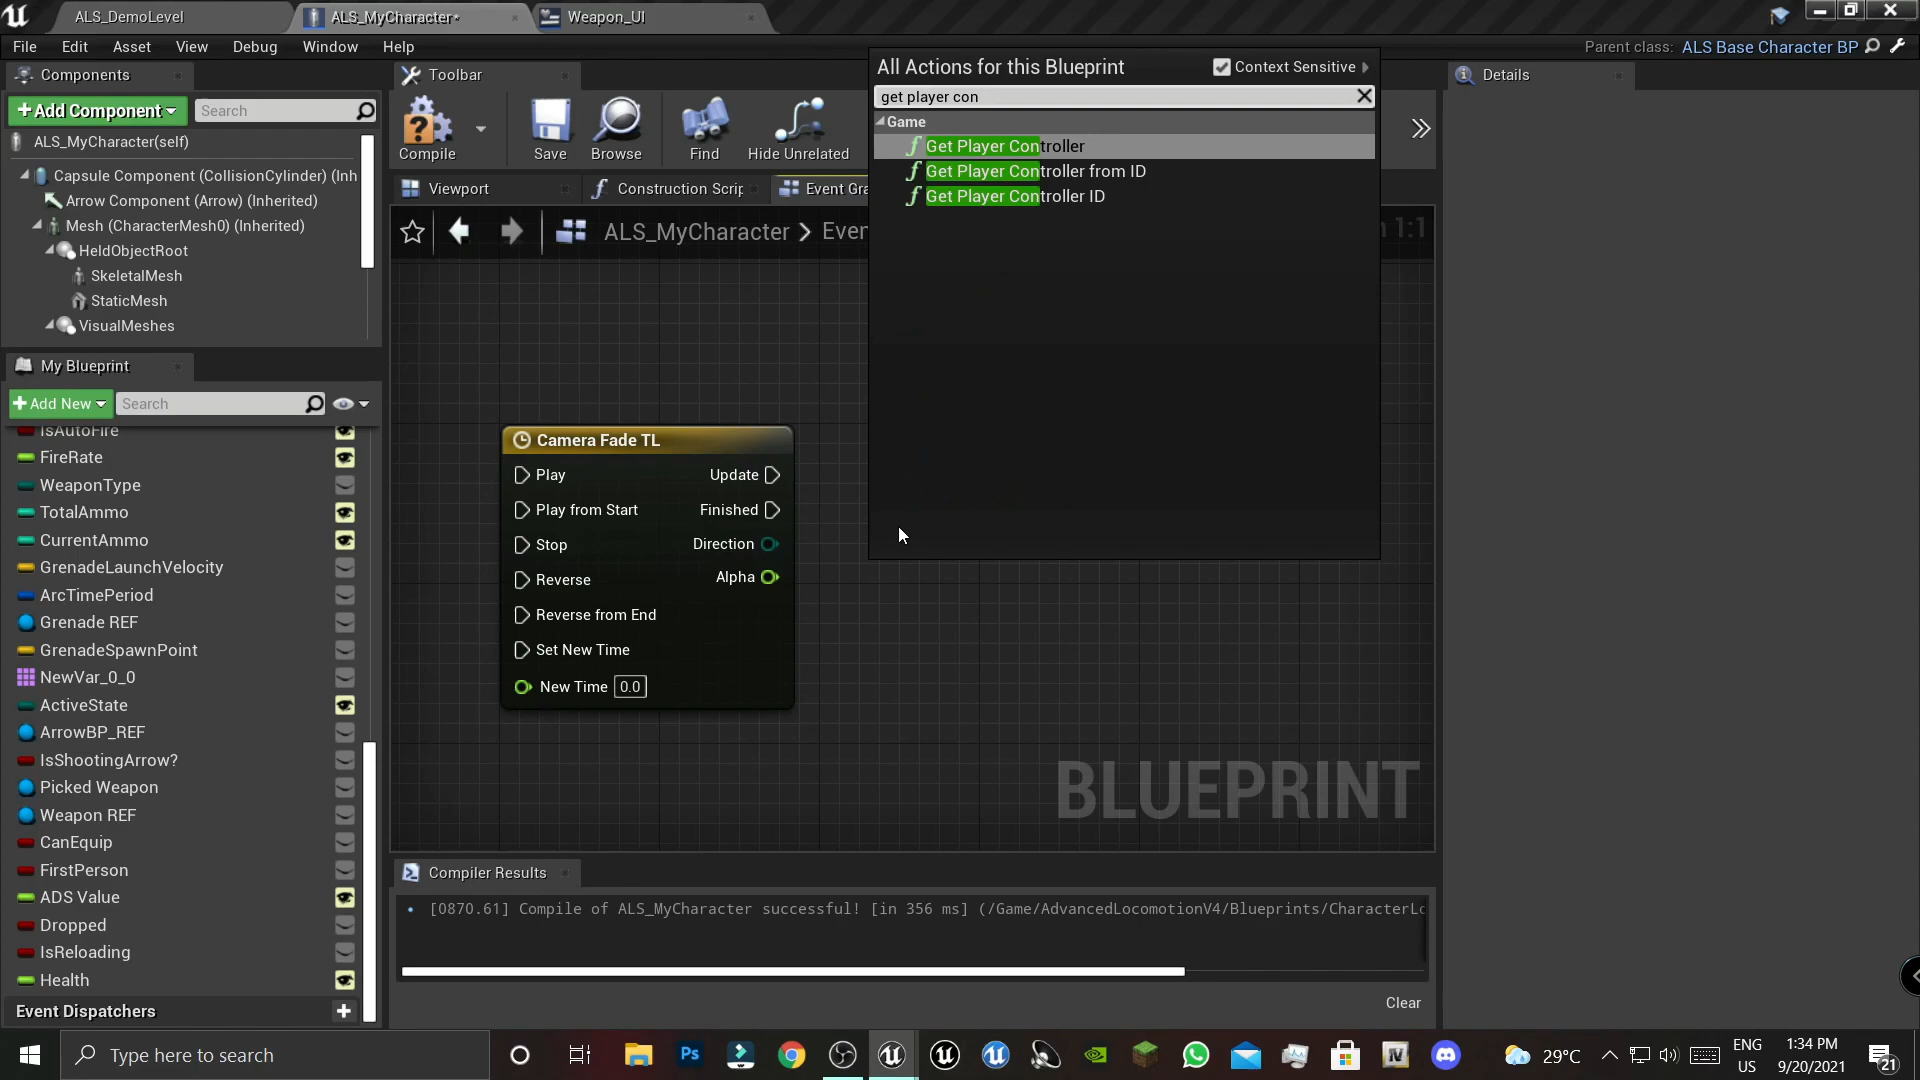 ALS_DemoLevel
ALS_MyCharacter*
Weapon_UI
File Edit Asset View Debug Window Help
Parent class: ALS Base Character BP
Components
+Add Component
Search
ALS_MyCharacter(self)
Capsule Component (CollisionCylinder) (Inh
Arrow Component (Arrow) (Inherited)
Mesh (CharacterMesh0) (Inherited)
HeldObjectRoot
SkeletalMesh
StaticMesh
VisualMeshes
My Blueprint
+Add New
Search
IsAutoFire
FireRate
WeaponType
TotalAmmo
CurrentAmmo
GrenadeLaunchVelocity
ArcTimePeriod
Grenade REF
GrenadeSpawnPoint
NewVar_0_0
ActiveState
ArrowBP_REF
IsShootingArrow?
Picked Weapon
Weapon REF
CanEquip
FirstPerson
ADS Value
Dropped
IsReloading
Health
Event Dispatchers
Toolbar
Compile
Save
Browse
Find
Hide Unrelated
Viewport
Construction Scrip
Event Gra
ALS_MyCharacter > Even
1:1
All Actions for this Blueprint
Context Sensitive
get player con
Game
Get Player Controller
Get Player Controller from ID
Get Player Controller ID
Camera Fade TL
Play
Update
Play from Start
Finished
Stop
Direction
Reverse
Alpha
Reverse from End
Set New Time
New Time 0.0
BLUEPRINT
Compiler Results
[0870.61] Compile of ALS_MyCharacter successful! [in 356 ms] (/Game/AdvancedLocomotionV4/Blueprints/CharacterLo
Clear
Details
Type here to search
Ps
29°C
ENG
US
1:34 PM
9/20/2021
21